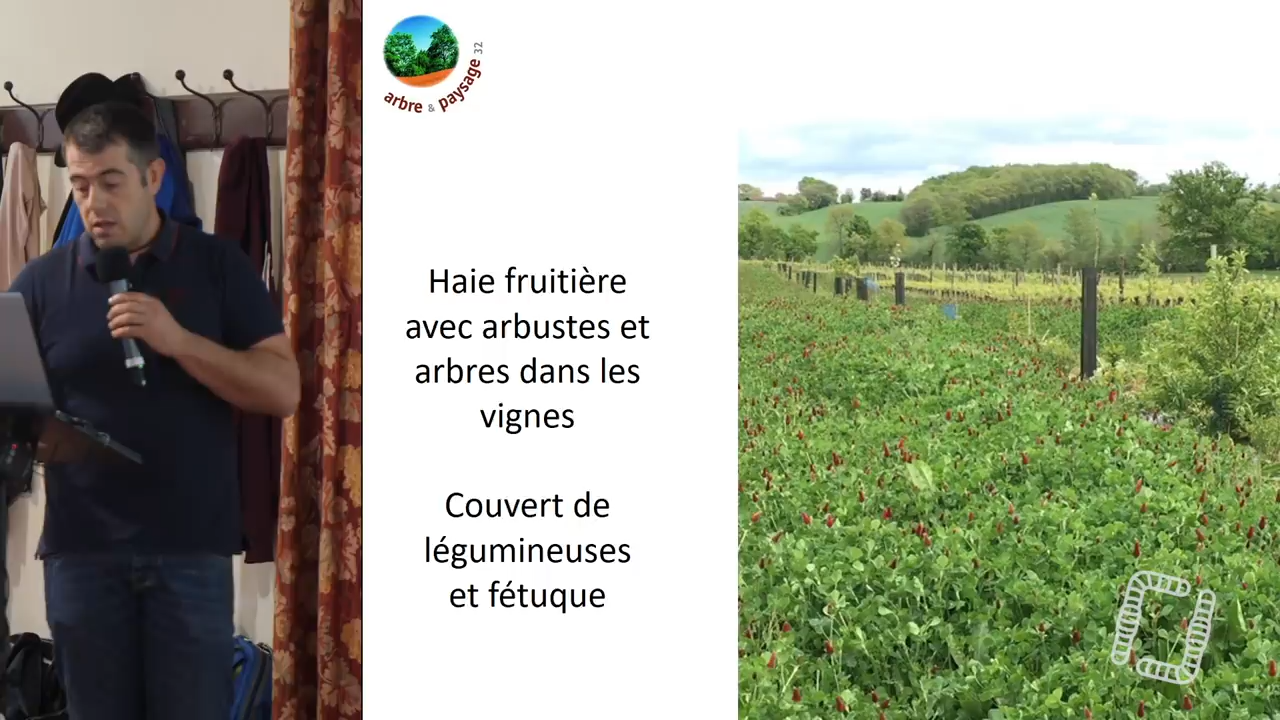 arbre & paysage 32
Haie fruitière
avec arbustes et
arbres dans les
vignes
Couvert de
légumineuses
et fétuque